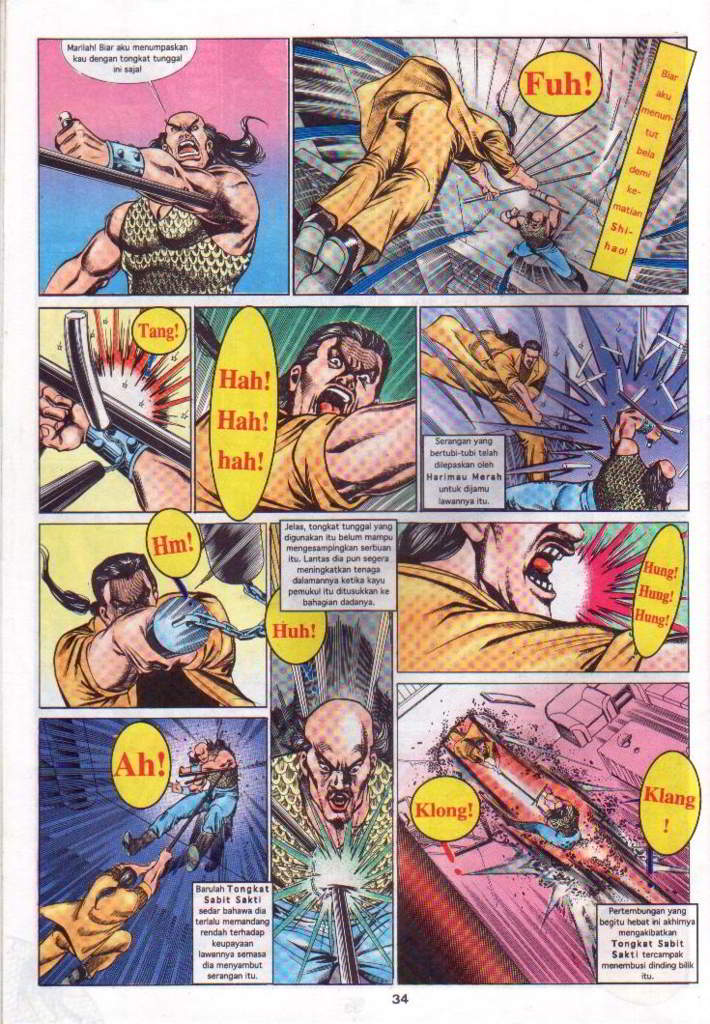 Marilah! Biar aku menumpaskan
kau dengan tongkat tunggal
ini saja!
Fuh!
Biar
aku
menun-
tut
bela
demi
ke-
matian
Shi-
hao!
Tang!
Hah!
Hah!
hah!
Serangan yang
bertubi-tubi telah
dilepaskan oleh
Harimau Merah
untuk dijamu
lawannya itu.
Hm!
Jelas, tongkat tunggal yang
digunakan itu belum mampu
mengesampingkan serbuan
itu. Lantas dia pun segera
meningkatkan tenaga
dalamannya ketika kayu
pemukul itu ditusukkan ke
bahagian dadanya.
Huh!
Hung!
Hung!
Hung!
Ah!
Barulah Tongkat
Sabit Sakti
sedar bahawa dia
terlalu memandang
rendah terhadap
keupayaan
lawannya semasa
dia menyambut
serangan itu.
Klong!
Klang
!
Pertembungan yang
begitu hebat ini akhirnya
mengakibatkan
Tongkat Sabit
Sakti tercampak
menembusi dinding bilik
itu.
34